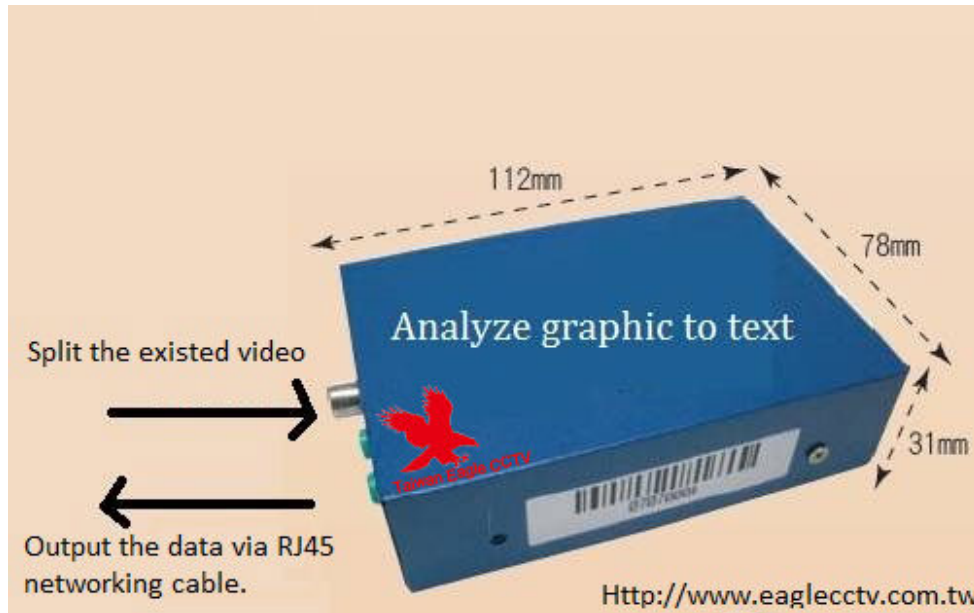 112mm
78mm
Analyze graphic to text
Split the existed video
31mm
Taiwan Eagle CCTV
Output the data via RJ45
networking cable.
Http://www.eaglecctv.com.tw